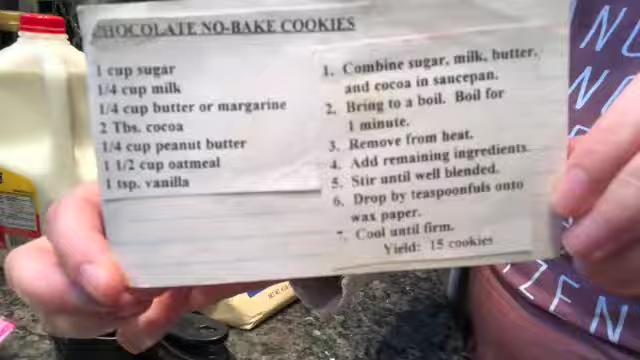 CHOCOLATE NO-BAKE COOKIES
1 cup sugar
1/4 cup milk
1/4 cup butter or margarine
2 Tbs. cocoa
1/4 cup peanut butter
1 1/2 cup oatmeal
1 tsp. vanilla
1. Combine sugar, milk, butter,
and cocoa in saucepan.
2. Bring to a boil. Boil for
1 minute.
3. Remove from heat.
4. Add remaining ingredients
5. Stir until well blended.
6. Drop by teaspoonfuls onto
wax paper.
7. Cool until firm.
Yield: 15 cookies